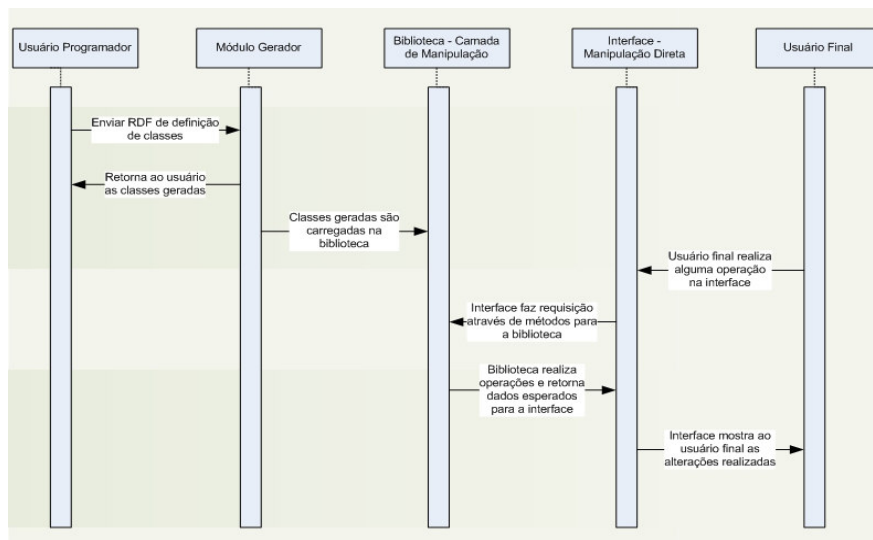 Usuário Programador
Módulo Gerador
Biblioteca - Camada
de Manipulação
Interface -
Manipulação Direta
Usuário Final
Enviar RDF de definição
de classes
Retorna ao usuário
as classes geradas
Classes geradas são
carregadas na
biblioteca
Usuário final realiza
alguma operação
na interface
Interface faz requisição
através de métodos para
a biblioteca
Biblioteca realiza
operações e retorna
dados esperados
para a interface
Interface mostra ao
usuário final as
alterações realizadas